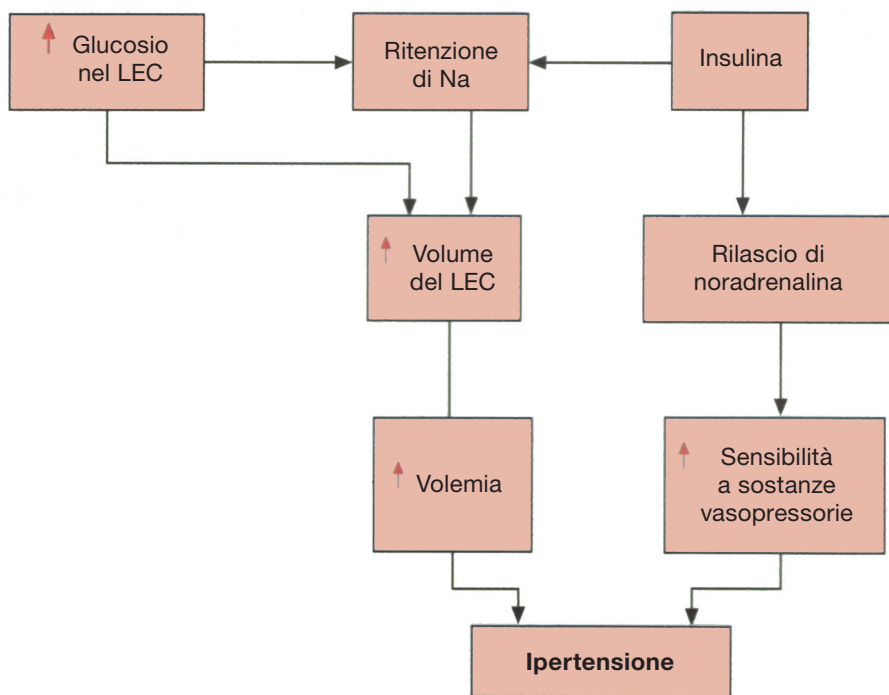 Glucosio
nel LEC
Ritenzione
di Na
Insulina
Volume
del LEC
Rilascio di
noradrenalina
Volemia
Sensibilità
a sostanze
vasopressorie
Ipertensione